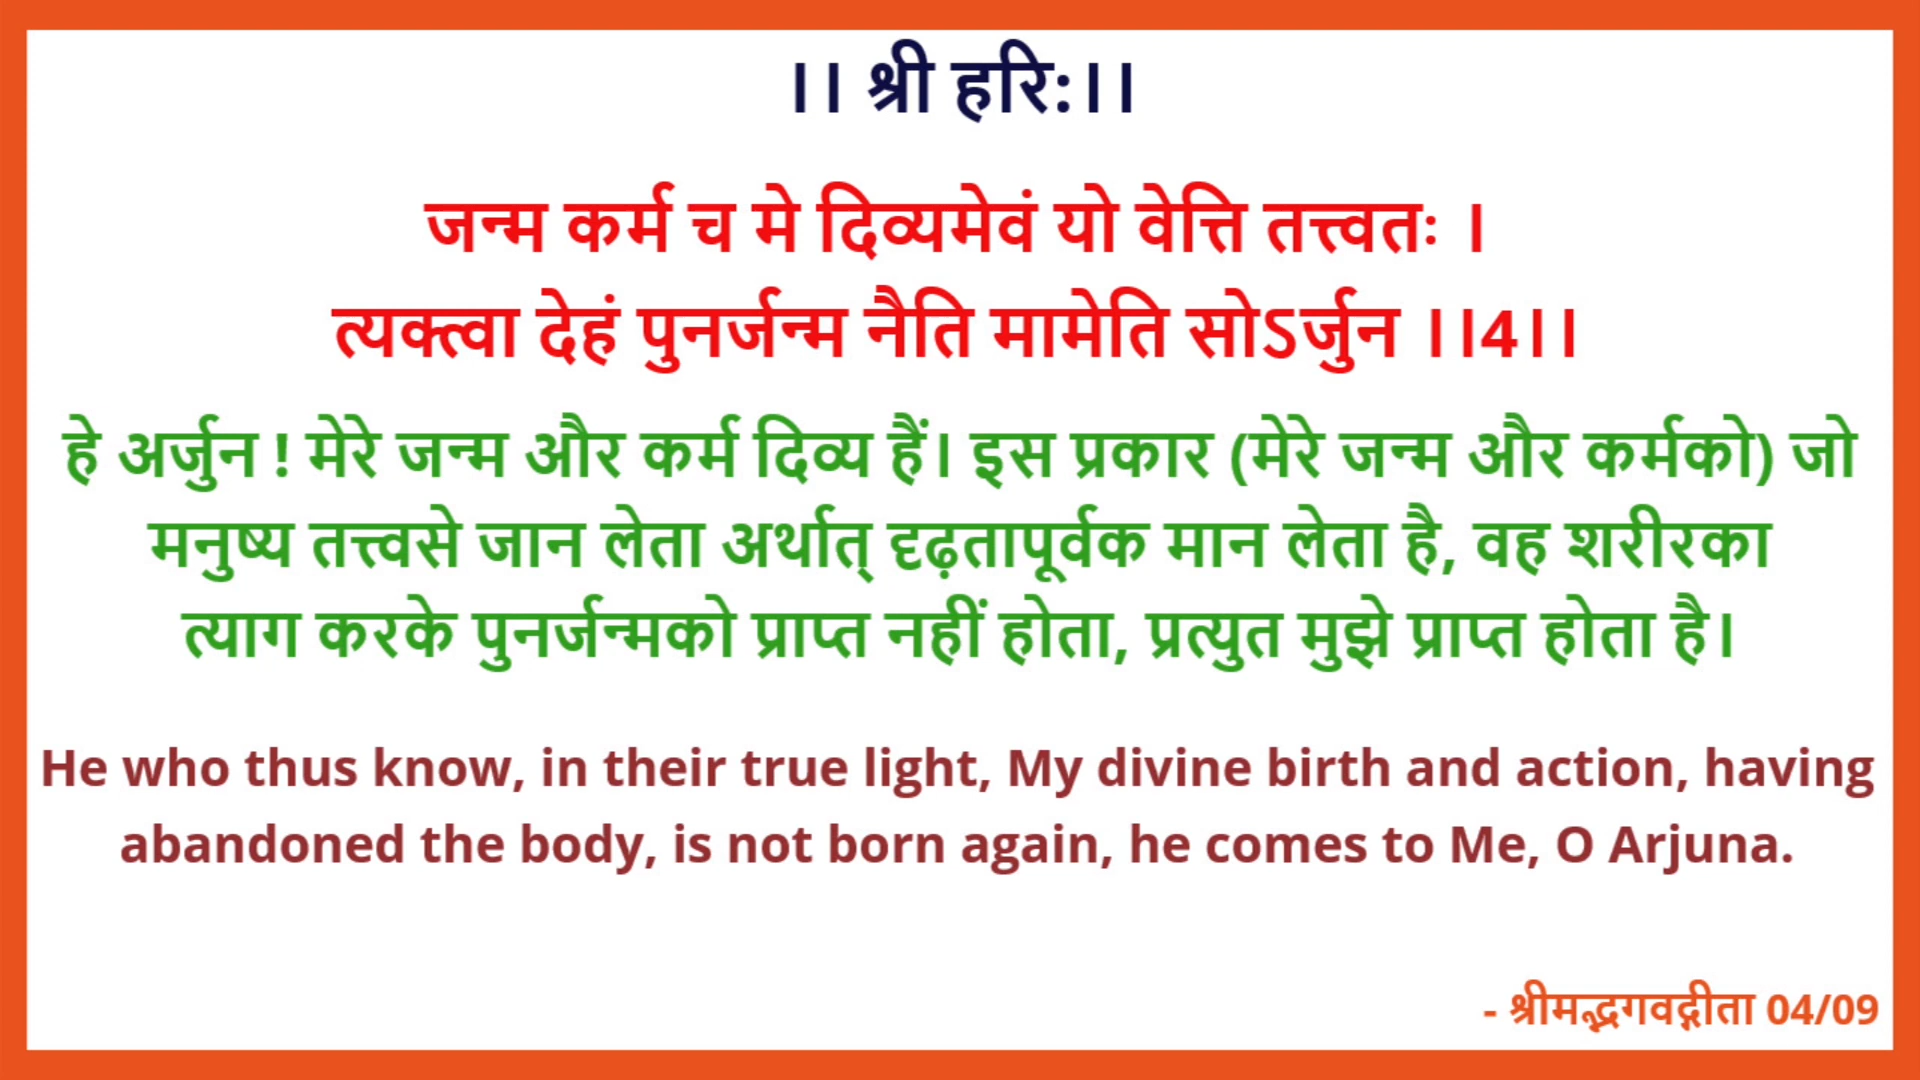 ।। श्री हरि:।।
जन्म कर्म च मे दिव्यमेवं यो वेत्ति तत्त्वतः ।
त्यक्त्वा देहं पुनर्जन्म नैति मामेति सोऽर्जुन ।।4।।
हे अर्जुन ! मेरे जन्म और कर्म दिव्य हैं। इस प्रकार (मेरे जन्म और कर्मको) जो
मनुष्य तत्त्वसे जान लेता अर्थात् दृढ़तापूर्वक मान लेता है, वह शरीरका
त्याग करके पुनर्जन्मको प्राप्त नहीं होता, प्रत्युत मुझे प्राप्त होता है।
He who thus know, in their true light, My divine birth and action, having
abandoned the body, is not born again, he comes to Me, O Arjuna.
- श्रीमद्भगवद्गीता 04/09